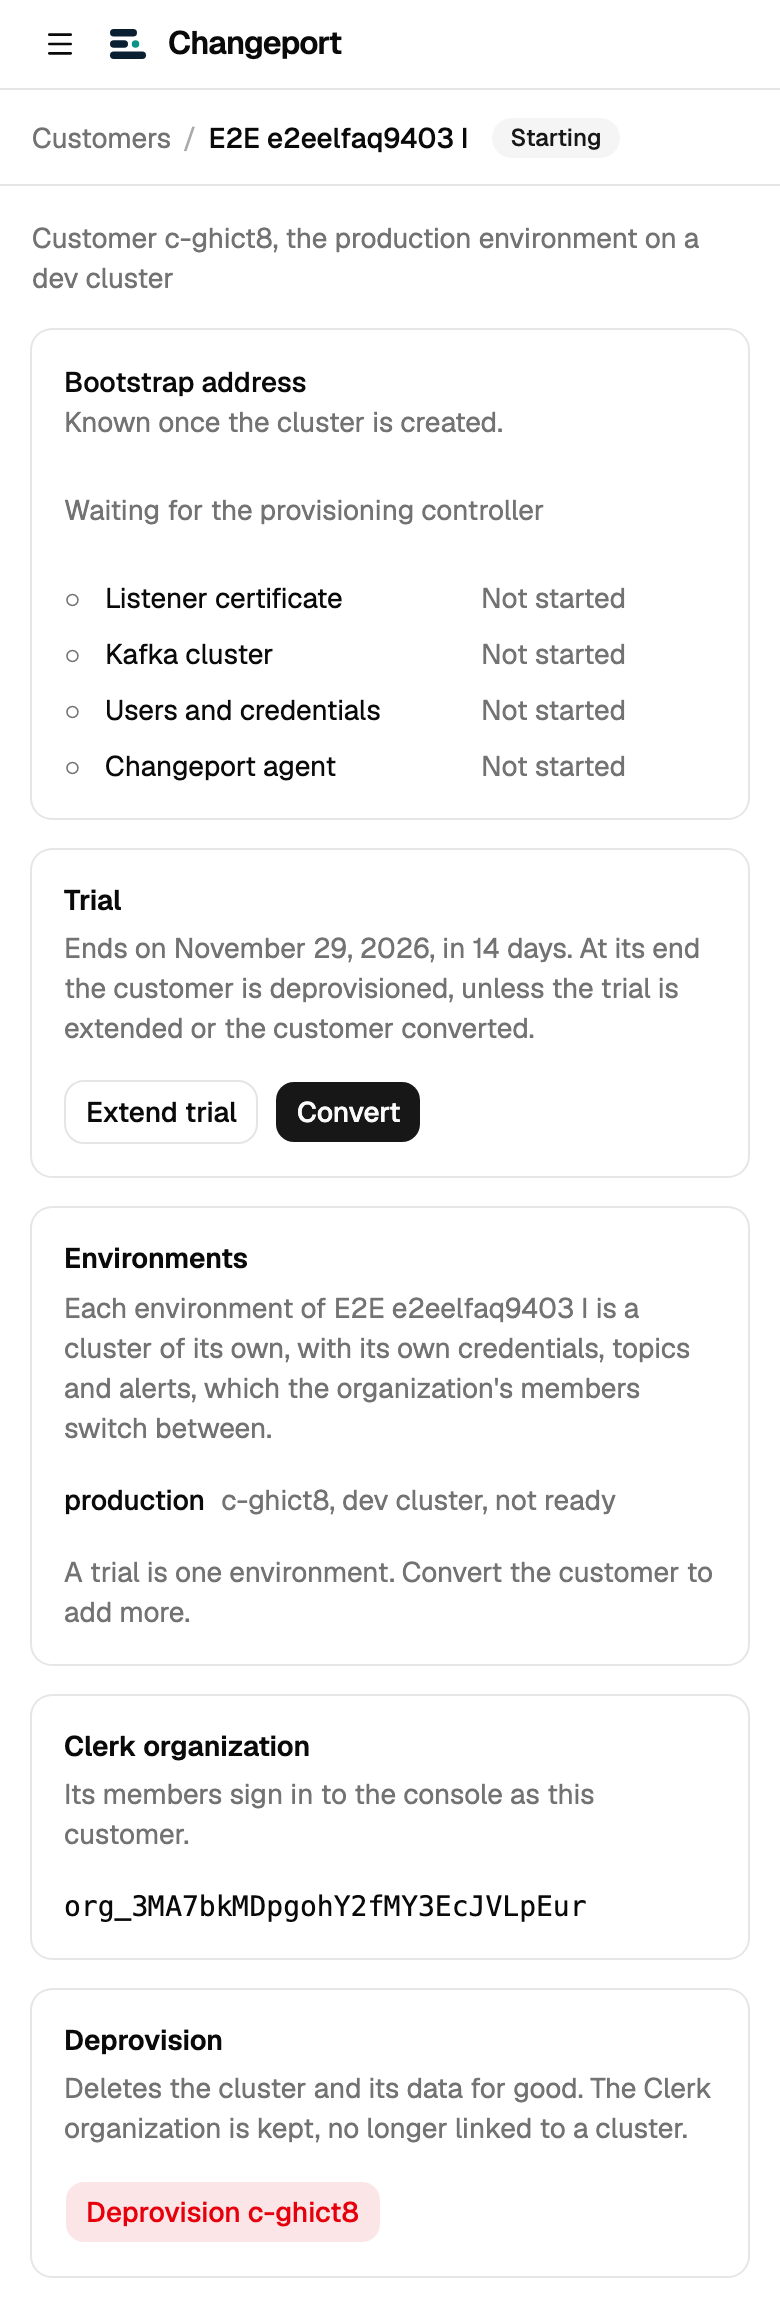 Changeport
Customers / E2E e2eelfaq9403 I Starting
Customer c-ghict8, the production environment on a
dev cluster
Bootstrap address
Known once the cluster is created.
Waiting for the provisioning controller
Listener certificate Not started
Kafka cluster Not started
Users and credentials Not started
Changeport agent Not started
Trial
Ends on November 29, 2026, in 14 days. At its end
the customer is deprovisioned, unless the trial is
extended or the customer converted.
Extend trial Convert
Environments
Each environment of E2E e2eelfaq9403 I is a
cluster of its own, with its own credentials, topics
and alerts, which the organization's members
switch between.
production c-ghict8, dev cluster, not ready
A trial is one environment. Convert the customer to
add more.
Clerk organization
Its members sign in to the console as this
customer.
org_3MA7bkMDpgohY2fMY3EcJVLpEur
Deprovision
Deletes the cluster and its data for good. The Clerk
organization is kept, no longer linked to a cluster.
Deprovision c-ghict8